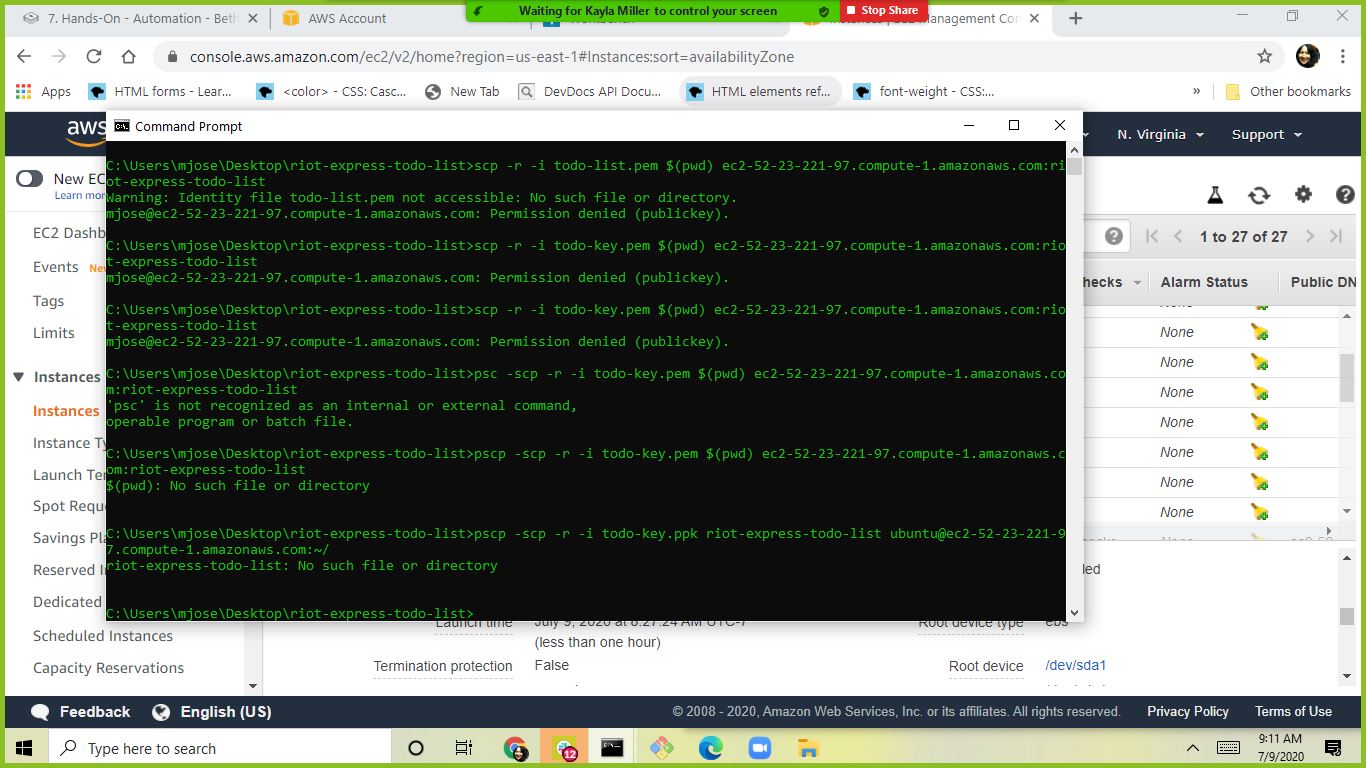 7. Hands-On - Automation - Beth
AWS Account
Waiting for Kayla Miller to control your screen
Stop Share
console.aws.amazon.com/ec2/v2/home?region=us-east-1#Instances:sort=availabilityZone
Apps
HTML forms - Lear...
<color> - CSS: Casc...
New Tab
DevDocs API Docu...
HTML elements ref...
font-weight - CSS:...
»
Other bookmarks
aws
N. Virginia
Support
Command Prompt
New EC
Learn mor
EC2 Dashb
Events
New
Tags
Limits
Instances
Instances
Instance Ty
Launch Te
Spot Reque
Savings Pl
Reserved I
Dedicated
Scheduled Instances
Capacity Reservations
C:\Users\mjose\Desktop\riot-express-todo-list>scp -r -i todo-list.pem $(pwd) ec2-52-23-221-97.compute-1.amazonaws.com:ri
ot-express-todo-list
Warning: Identity file todo-list.pem not accessible: No such file or directory.
mjose@ec2-52-23-221-97.compute-1.amazonaws.com: Permission denied (publickey).
C:\Users\mjose\Desktop\riot-express-todo-list>scp -r -i todo-key.pem $(pwd) ec2-52-23-221-97.compute-1.amazonaws.com:rio
t-express-todo-list
mjose@ec2-52-23-221-97.compute-1.amazonaws.com: Permission denied (publickey).
C:\Users\mjose\Desktop\riot-express-todo-list>scp -r -i todo-key.pem $(pwd) ec2-52-23-221-97.compute-1.amazonaws.com:rio
t-express-todo-list
mjose@ec2-52-23-221-97.compute-1.amazonaws.com: Permission denied (publickey).
C:\Users\mjose\Desktop\riot-express-todo-list>psc -scp -r -i todo-key.pem $(pwd) ec2-52-23-221-97.compute-1.amazonaws.co
m:riot-express-todo-list
'psc' is not recognized as an internal or external command,
operable program or batch file.
C:\Users\mjose\Desktop\riot-express-todo-list>pscp -scp -r -i todo-key.pem $(pwd) ec2-52-23-221-97.compute-1.amazonaws.c
om:riot-express-todo-list
$(pwd): No such file or directory
C:\Users\mjose\Desktop\riot-express-todo-list>pscp -scp -r -i todo-key.ppk riot-express-todo-list ubuntu@ec2-52-23-221-9
7.compute-1.amazonaws.com:~/
riot-express-todo-list: No such file or directory
C:\Users\mjose\Desktop\riot-express-todo-list>
1 to 27 of 27
hecks
Alarm Status
Public DN
None
None
None
None
None
None
None
None
led
Launch time
July 9, 2020 at 8:27:24 AM UTC-7
(less than one hour)
Root device type
ebs
Termination protection
False
Root device
/dev/sda1
Feedback
English (US)
© 2008 - 2020, Amazon Web Services, Inc. or its affiliates. All rights reserved.
Privacy Policy
Terms of Use
Type here to search
12
9:11 AM
7/9/2020